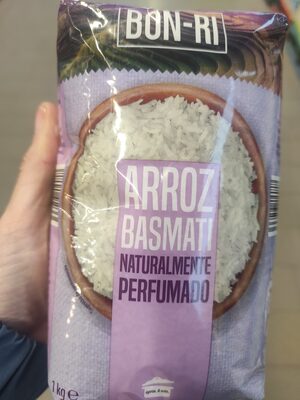 BON-RI
ARROZ
BASMATI
NATURALMENTE
PERFUMADO
1 kg e